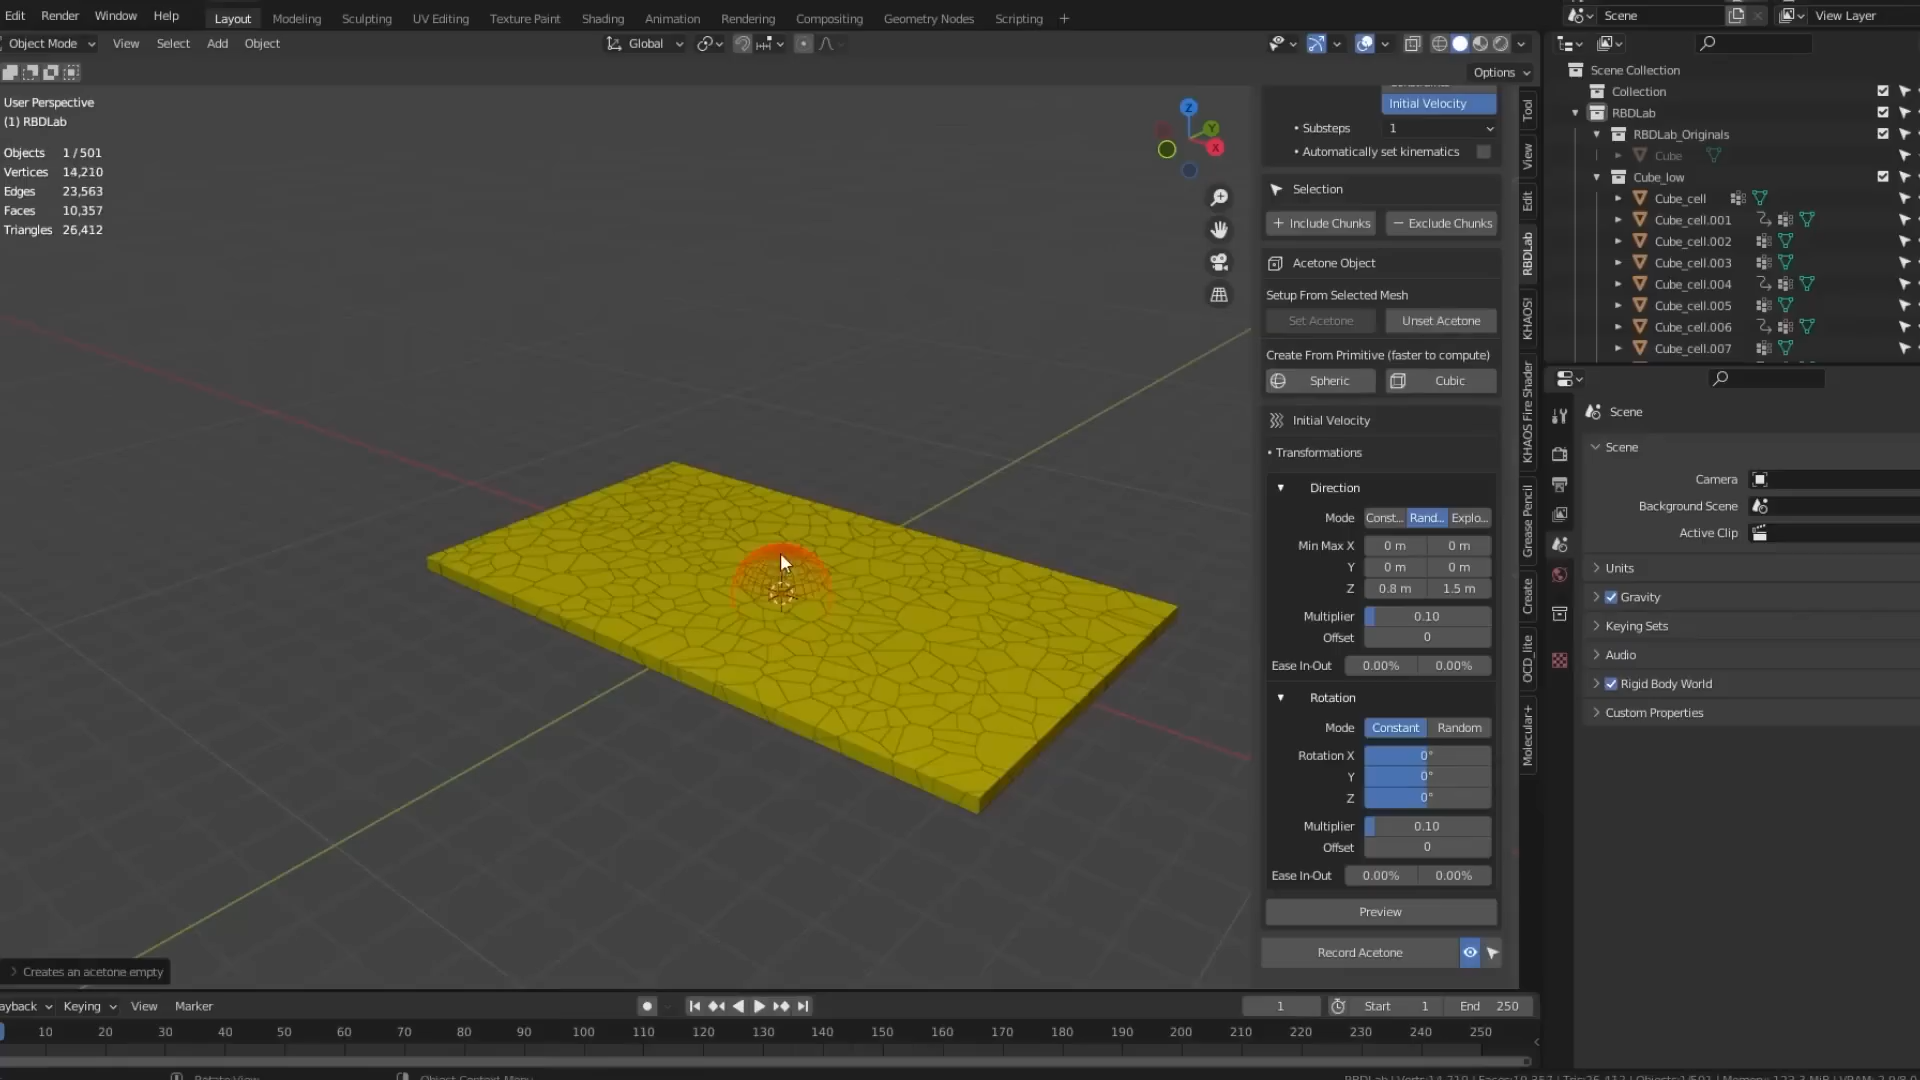 Edit Render Window Help Layout Modeling Sculpting UV Editing Texture Paint Shading Animation Rendering Compositing Geometry Nodes Scripting + Scene View Layer
Object Mode View Select Add Object Global
Options
User Perspective
(1) RBDLab
Objects 1 / 501
Vertices 14,210
Edges 23,563
Faces 10,357
Triangles 26,412
Z
Y
X
Initial Velocity
• Substeps 1
• Automatically set kinematics
Selection
+ Include Chunks
− Exclude Chunks
Acetone Object
Setup From Selected Mesh
Set Acetone
Unset Acetone
Create From Primitive (faster to compute)
Spheric
Cubic
Initial Velocity
• Transformations
Direction
Mode Const... Rand... Explo...
Min Max X 0 m 0 m
Y 0 m 0 m
Z 0.8 m 1.5 m
Multiplier 0.10
Offset 0
Ease In-Out 0.00% 0.00%
Rotation
Mode Constant Random
Rotation X 0°
Y 0°
Z 0°
Multiplier 0.10
Offset 0
Ease In-Out 0.00% 0.00%
Preview
Record Acetone
Tool
View
Edit
RBDLab
KHAOS!
KHAOS Fire Shader
Grease Pencil
Create
OCD_lite
Molecular+
Scene Collection
Collection
RBDLab
RBDLab_Originals
Cube
Cube_low
Cube_cell
Cube_cell.001
Cube_cell.002
Cube_cell.003
Cube_cell.004
Cube_cell.005
Cube_cell.006
Cube_cell.007
Scene
Scene
Camera
Background Scene
Active Clip
Units
Gravity
Keying Sets
Audio
Rigid Body World
Custom Properties
Creates an acetone empty
ayback Keying View Marker 1 Start 1 End 250
10 20 30 40 50 60 70 80 90 100 110 120 130 140 150 160 170 180 190 200 210 220 230 240 250